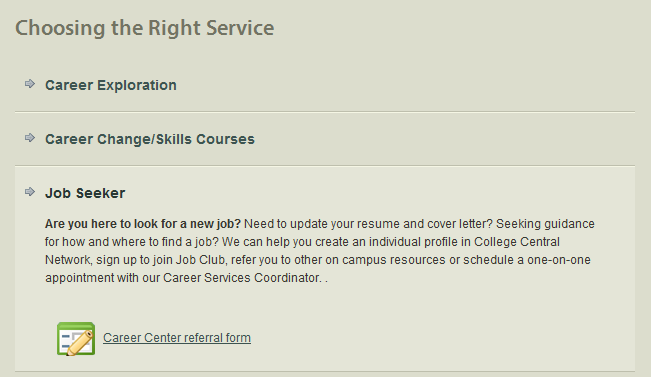 Choosing the Right Service
Career Exploration
Career Change/Skills Courses
Job Seeker
Are you here to look for a new job? Need to update your resume and cover letter? Seeking guidance
for how and where to find a job? We can help you create an individual profile in College Central
Network, sign up to join Job Club, refer you to other on campus resources or schedule a one-on-one
appointment with our Career Services Coordinator. .
Career Center referral form